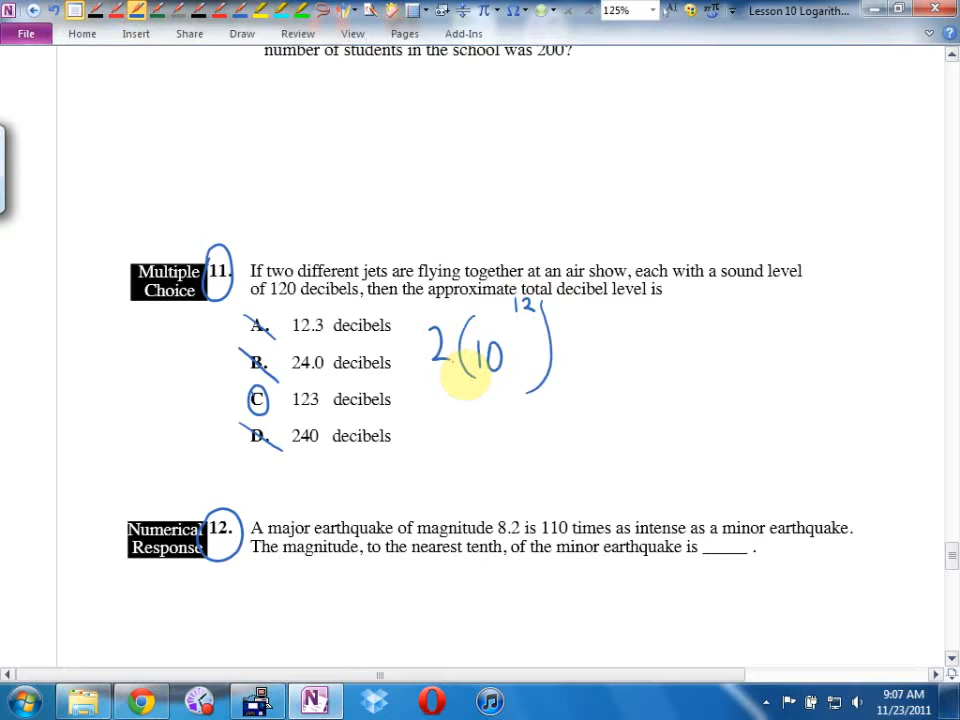 125%
Lesson 10 Logarith...
File Home Insert Share Draw Review View Pages Add-Ins
number of students in the school was 200?
Multiple Choice 11. If two different jets are flying together at an air show, each with a sound level
of 120 decibels, then the approximate total decibel level is
A. 12.3 decibels
B. 24.0 decibels
C 123 decibels
D. 240 decibels
2(10^12)
Numerical Response 12. A major earthquake of magnitude 8.2 is 110 times as intense as a minor earthquake.
The magnitude, to the nearest tenth, of the minor earthquake is _____ .
9:07 AM
11/23/2011